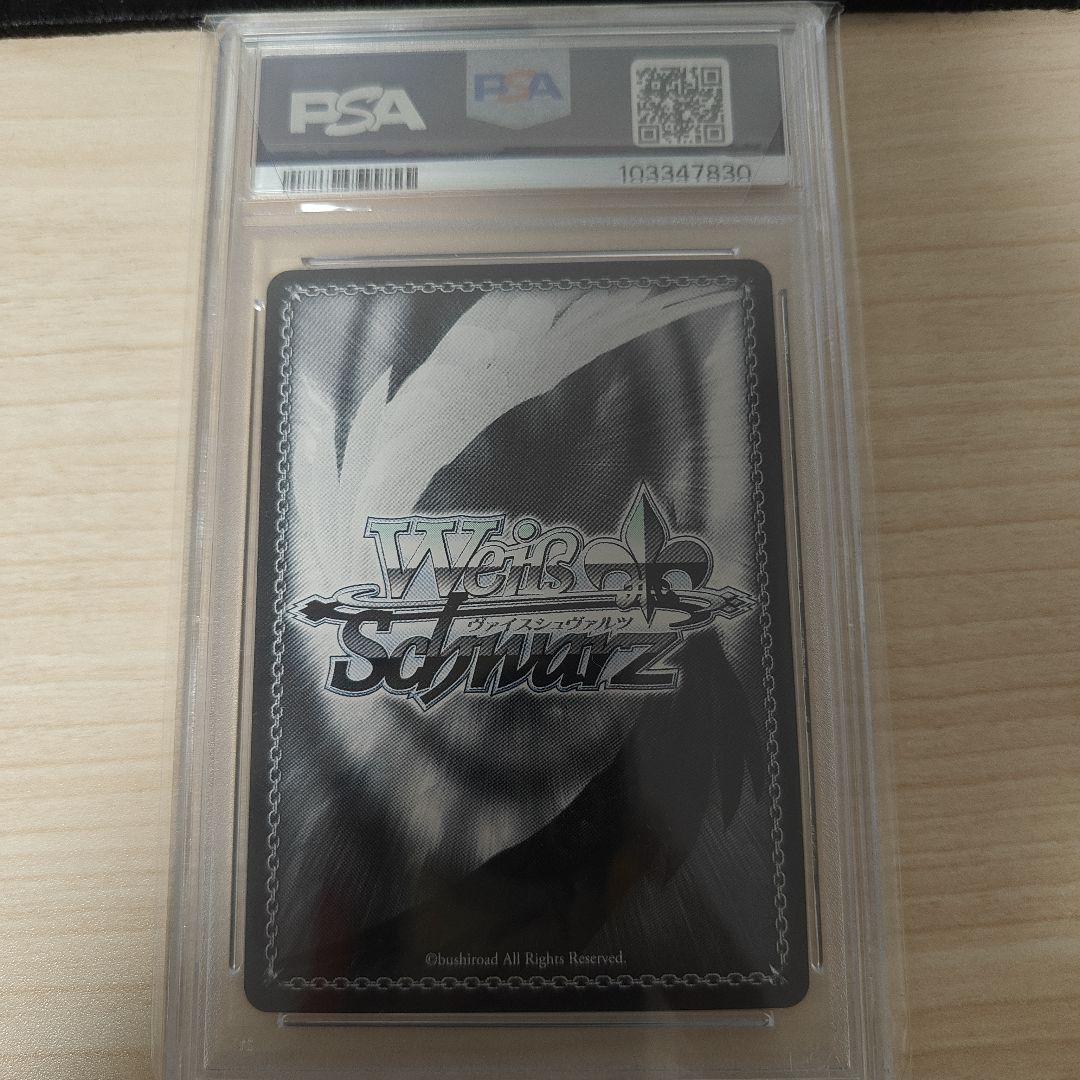 PSA
PSA
103347830
Weiß
ヴァイスシュヴァルツ
Schwarz
©bushiroad All Rights Reserved.